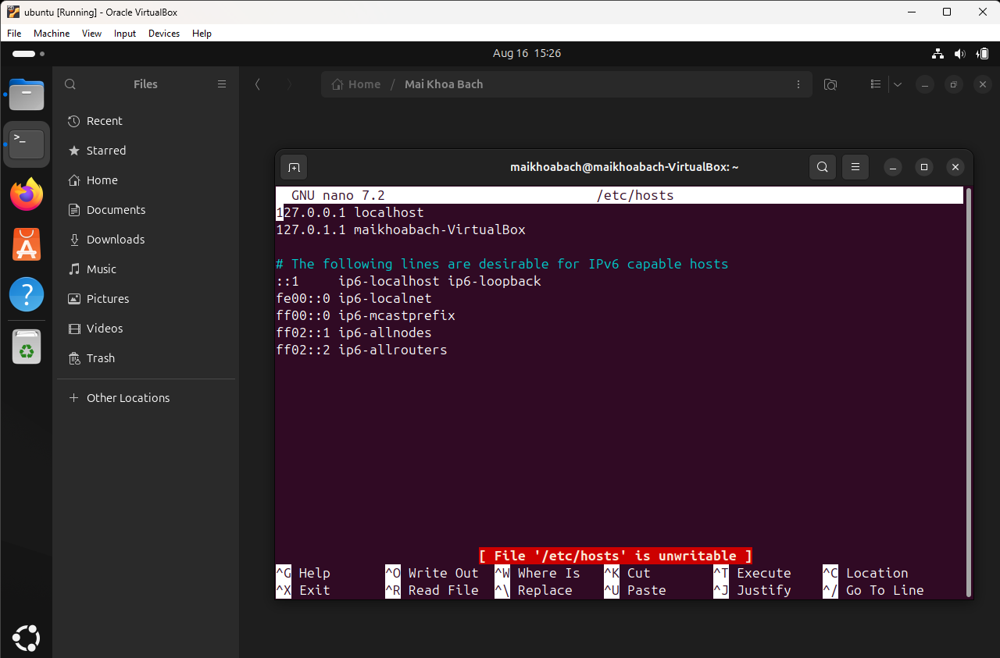 ubuntu [Running] - Oracle VirtualBox
File Machine View Input Devices Help
Aug 16 15:26
Files
Home / Mai Khoa Bach
Recent
Starred
Home
Documents
Downloads
Music
Pictures
Videos
Trash
+ Other Locations
>_
?
maikhoabach@maikhoabach-VirtualBox: ~
GNU nano 7.2 /etc/hosts
127.0.0.1 localhost
127.0.1.1 maikhoabach-VirtualBox
# The following lines are desirable for IPv6 capable hosts
::1 ip6-localhost ip6-loopback
fe00::0 ip6-localnet
ff00::0 ip6-mcastprefix
ff02::1 ip6-allnodes
ff02::2 ip6-allrouters
[ File '/etc/hosts' is unwritable ]
^G Help ^O Write Out ^W Where Is ^K Cut ^T Execute ^C Location
^X Exit ^R Read File ^\ Replace ^U Paste ^J Justify ^/ Go To Line